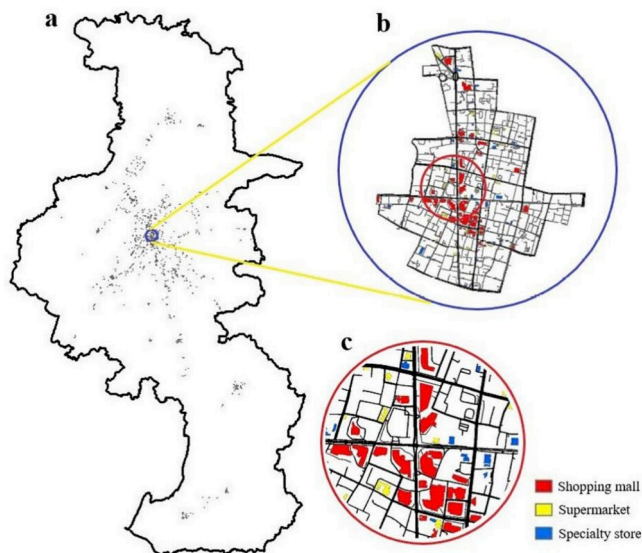 a
b
c
Shopping mall
Supermarket
Specialty store